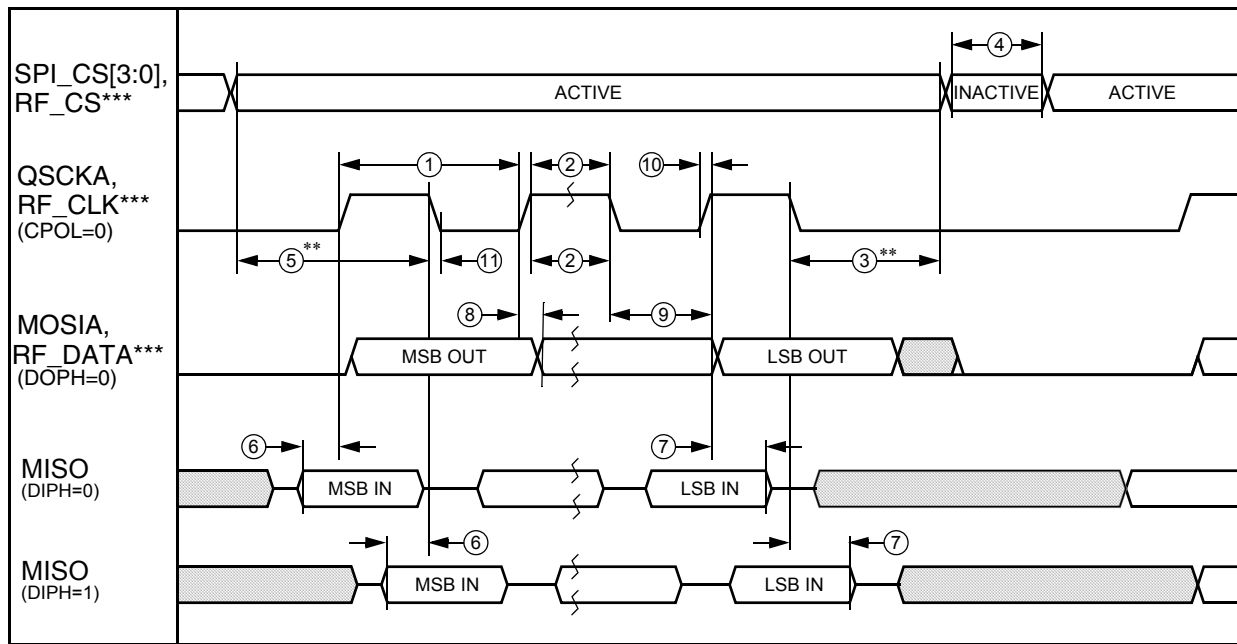 SPI_CS[3:0],
RF_CS***
ACTIVE
INACTIVE
ACTIVE
4
QSCKA,
RF_CLK***
(CPOL=0)
1
2
10
5**
11
2
3**
MOSIA,
RF_DATA***
(DOPH=0)
8
9
MSB OUT
LSB OUT
MISO
(DIPH=0)
6
7
MSB IN
LSB IN
MISO
(DIPH=1)
6
7
MSB IN
LSB IN